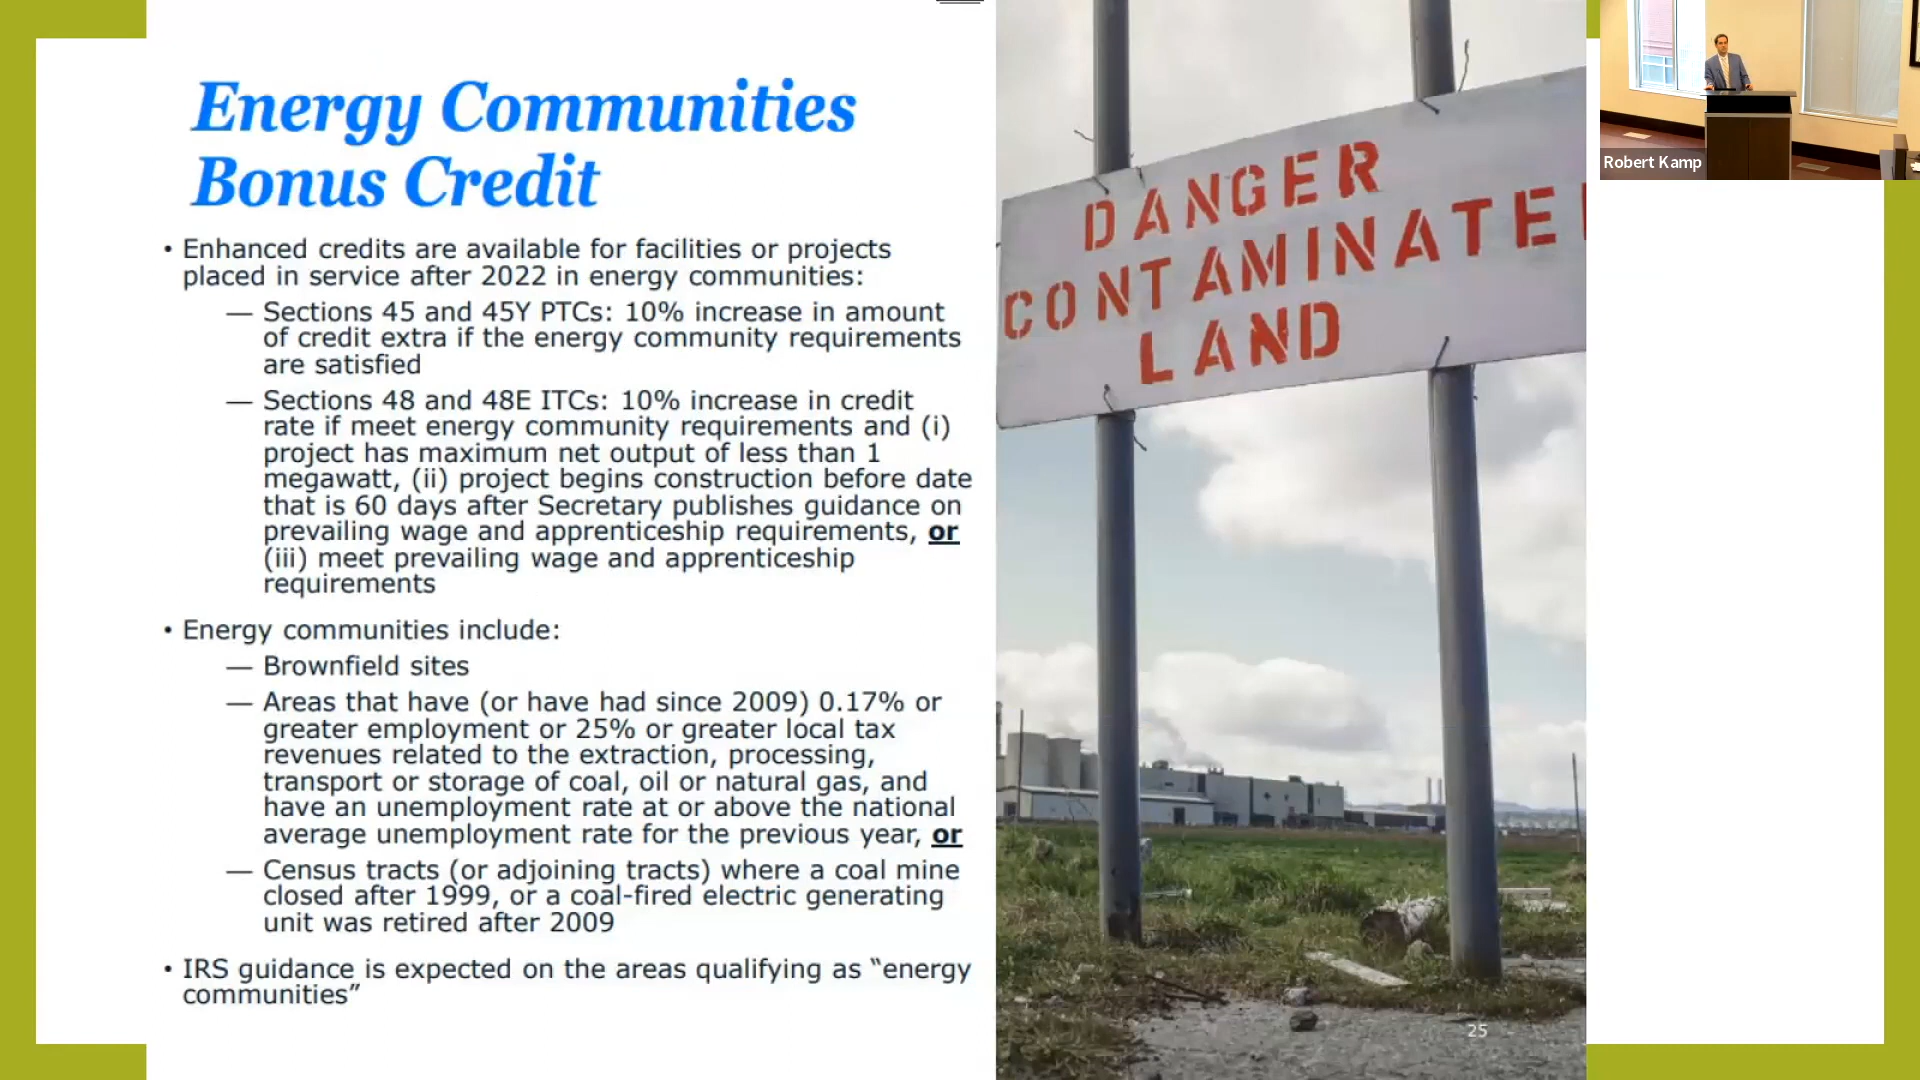 Energy Communities
Bonus Credit
• Enhanced credits are available for facilities or projects
placed in service after 2022 in energy communities:
— Sections 45 and 45Y PTCs: 10% increase in amount
of credit extra if the energy community requirements
are satisfied
— Sections 48 and 48E ITCs: 10% increase in credit
rate if meet energy community requirements and (i)
project has maximum net output of less than 1
megawatt, (ii) project begins construction before date
that is 60 days after Secretary publishes guidance on
prevailing wage and apprenticeship requirements, or
(iii) meet prevailing wage and apprenticeship
requirements
• Energy communities include:
— Brownfield sites
— Areas that have (or have had since 2009) 0.17% or
greater employment or 25% or greater local tax
revenues related to the extraction, processing,
transport or storage of coal, oil or natural gas, and
have an unemployment rate at or above the national
average unemployment rate for the previous year, or
— Census tracts (or adjoining tracts) where a coal mine
closed after 1999, or a coal-fired electric generating
unit was retired after 2009
• IRS guidance is expected on the areas qualifying as “energy
communities”
DANGER
CONTAMINATE
LAND
25
Robert Kamp